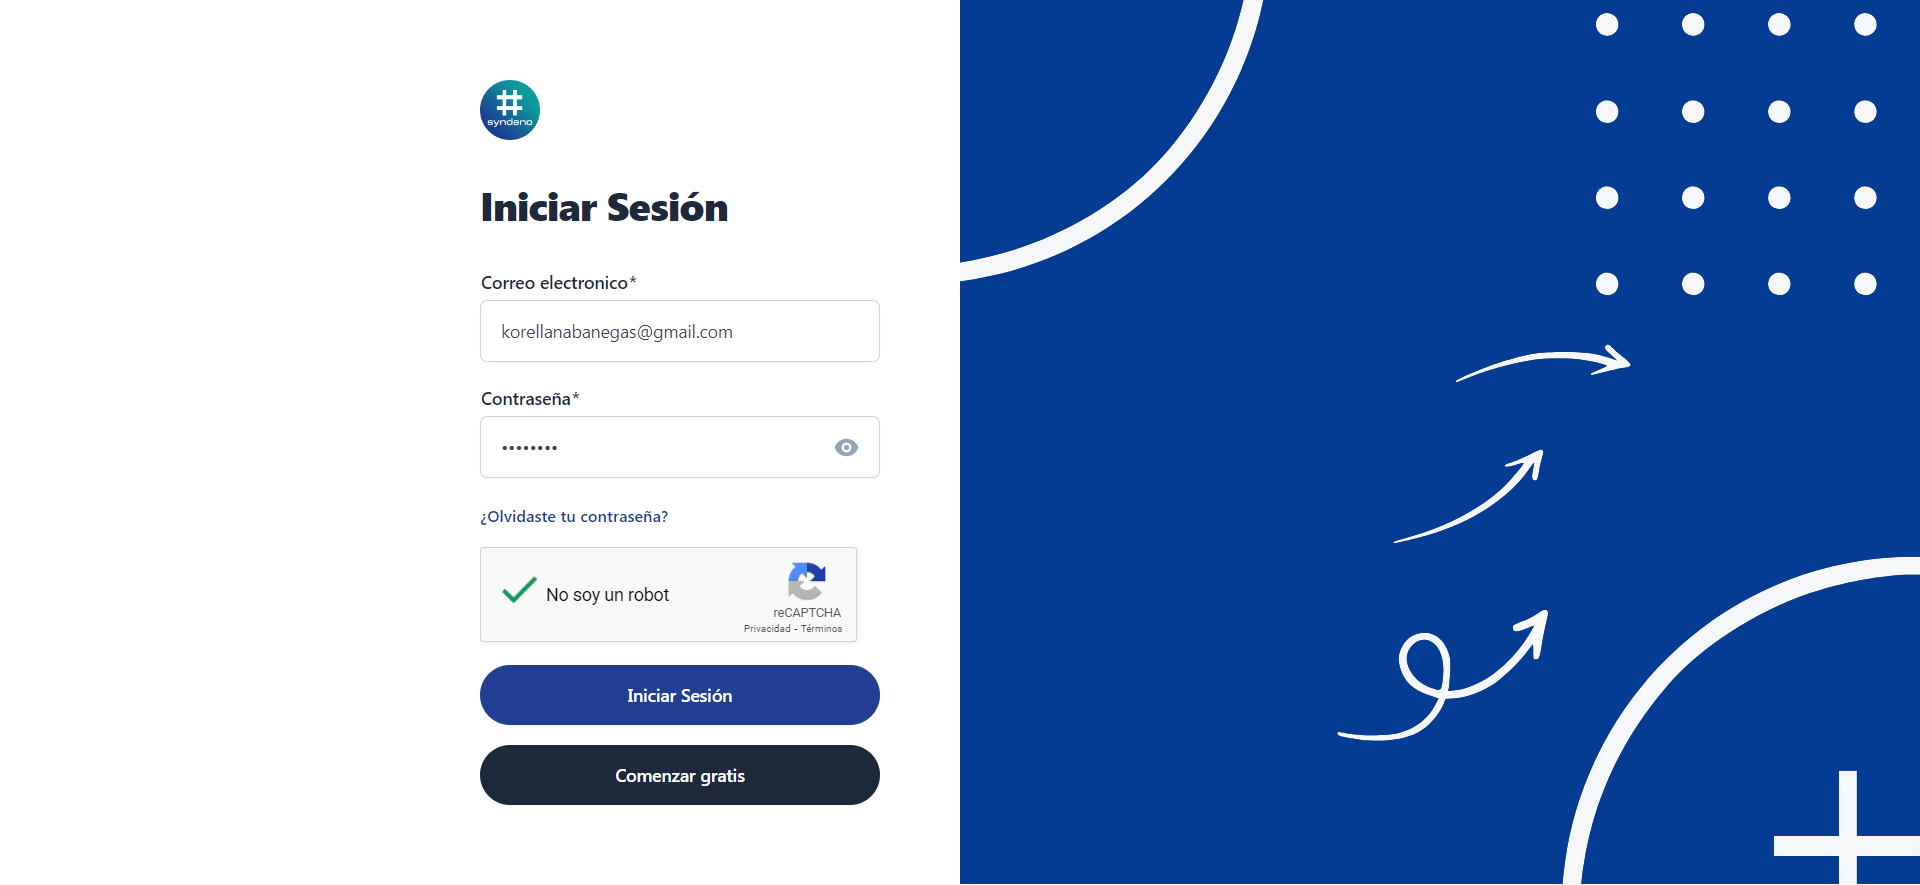 syndeno
Iniciar Sesión
Correo electronico*
korellanabanegas@gmail.com
Contraseña*
••••••••
¿Olvidaste tu contraseña?
No soy un robot
reCAPTCHA
Privacidad - Términos
Iniciar Sesión
Comenzar gratis